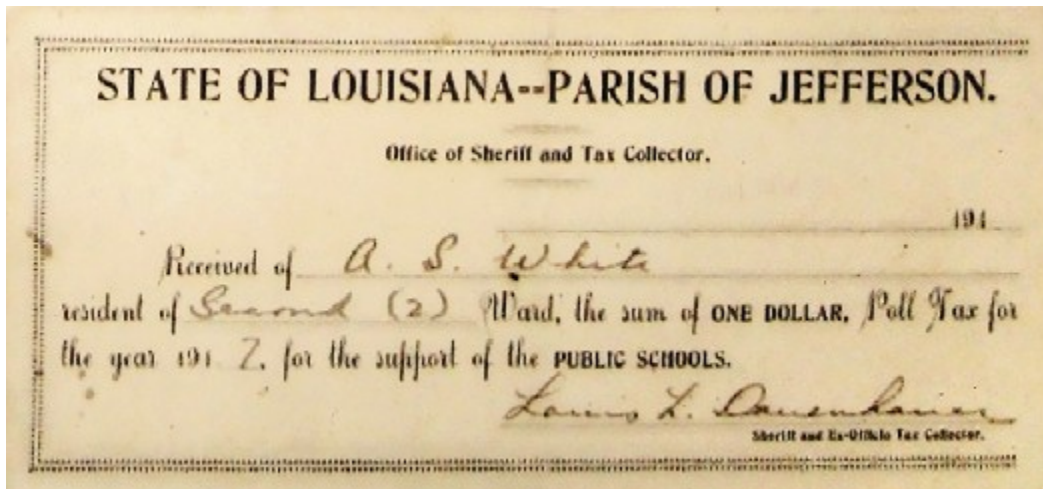 STATE OF LOUISIANA--PARISH OF JEFFERSON.
Office of Sheriff and Tax Collector.
191
Received of A. S. White
resident of Second (2) Ward, the sum of ONE DOLLAR, Poll Tax for
the year 191 7, for the support of the PUBLIC SCHOOLS.
Louis L. Dauenhauer
Sheriff and Ex-Officio Tax Collector.